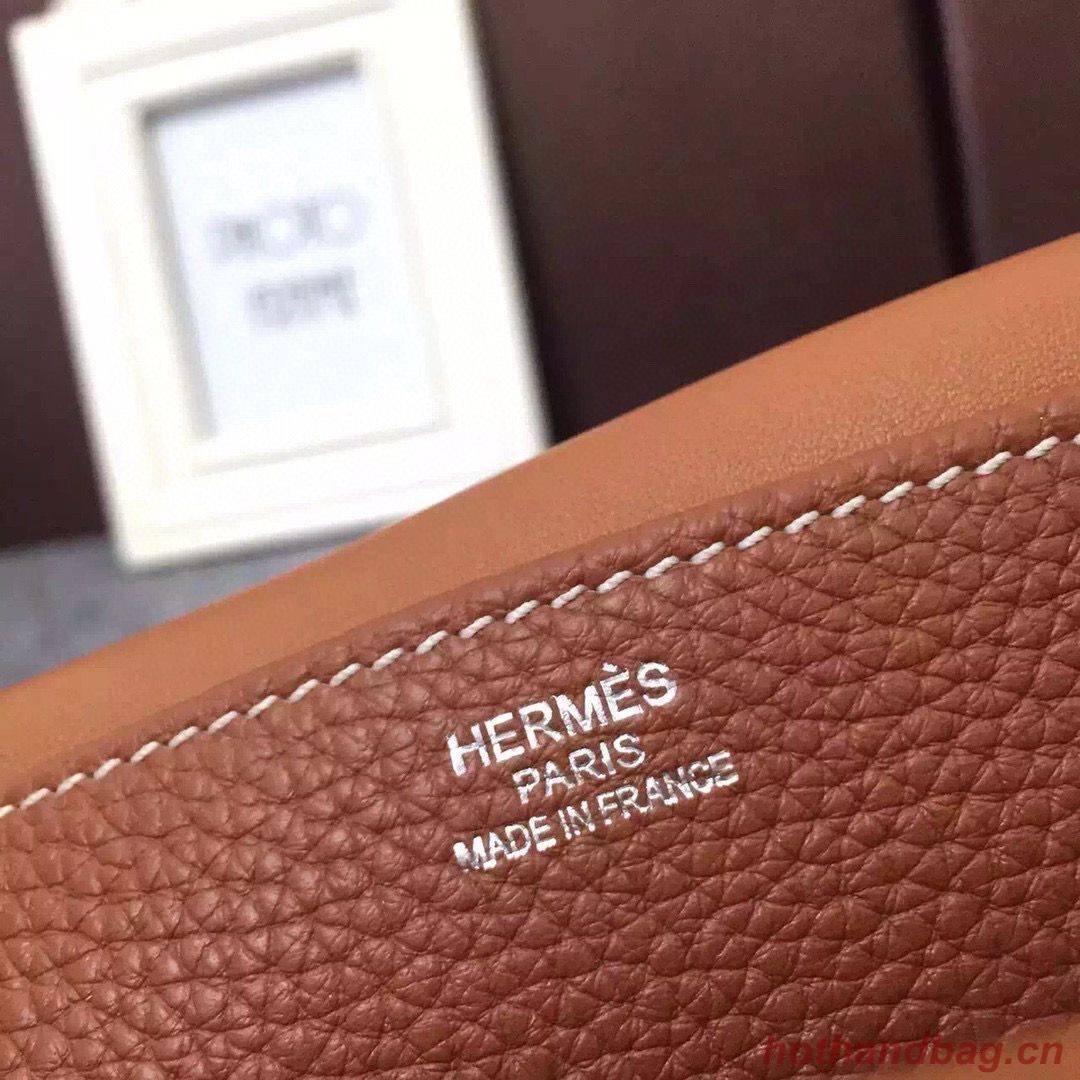 HERMÈS
PARIS
MADE IN FRANCE
hothandbag.cn